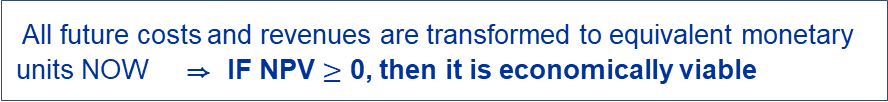 All future costs and revenues are transformed to equivalent monetary
units NOW ⇒ IF NPV ≥ 0, then it is economically viable